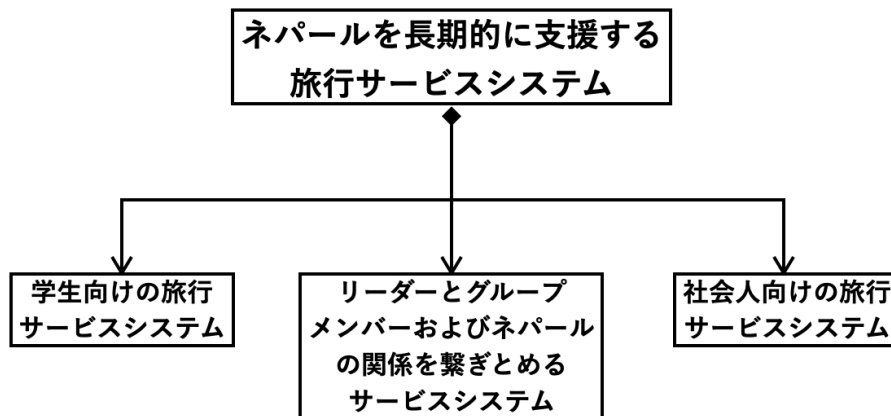 ネパールを長期的に支援する
旅行サービスシステム
学生向けの旅行
サービスシステム
リーダーとグループ
メンバーおよびネパール
の関係を繋ぎとめる
サービスシステム
社会人向けの旅行
サービスシステム